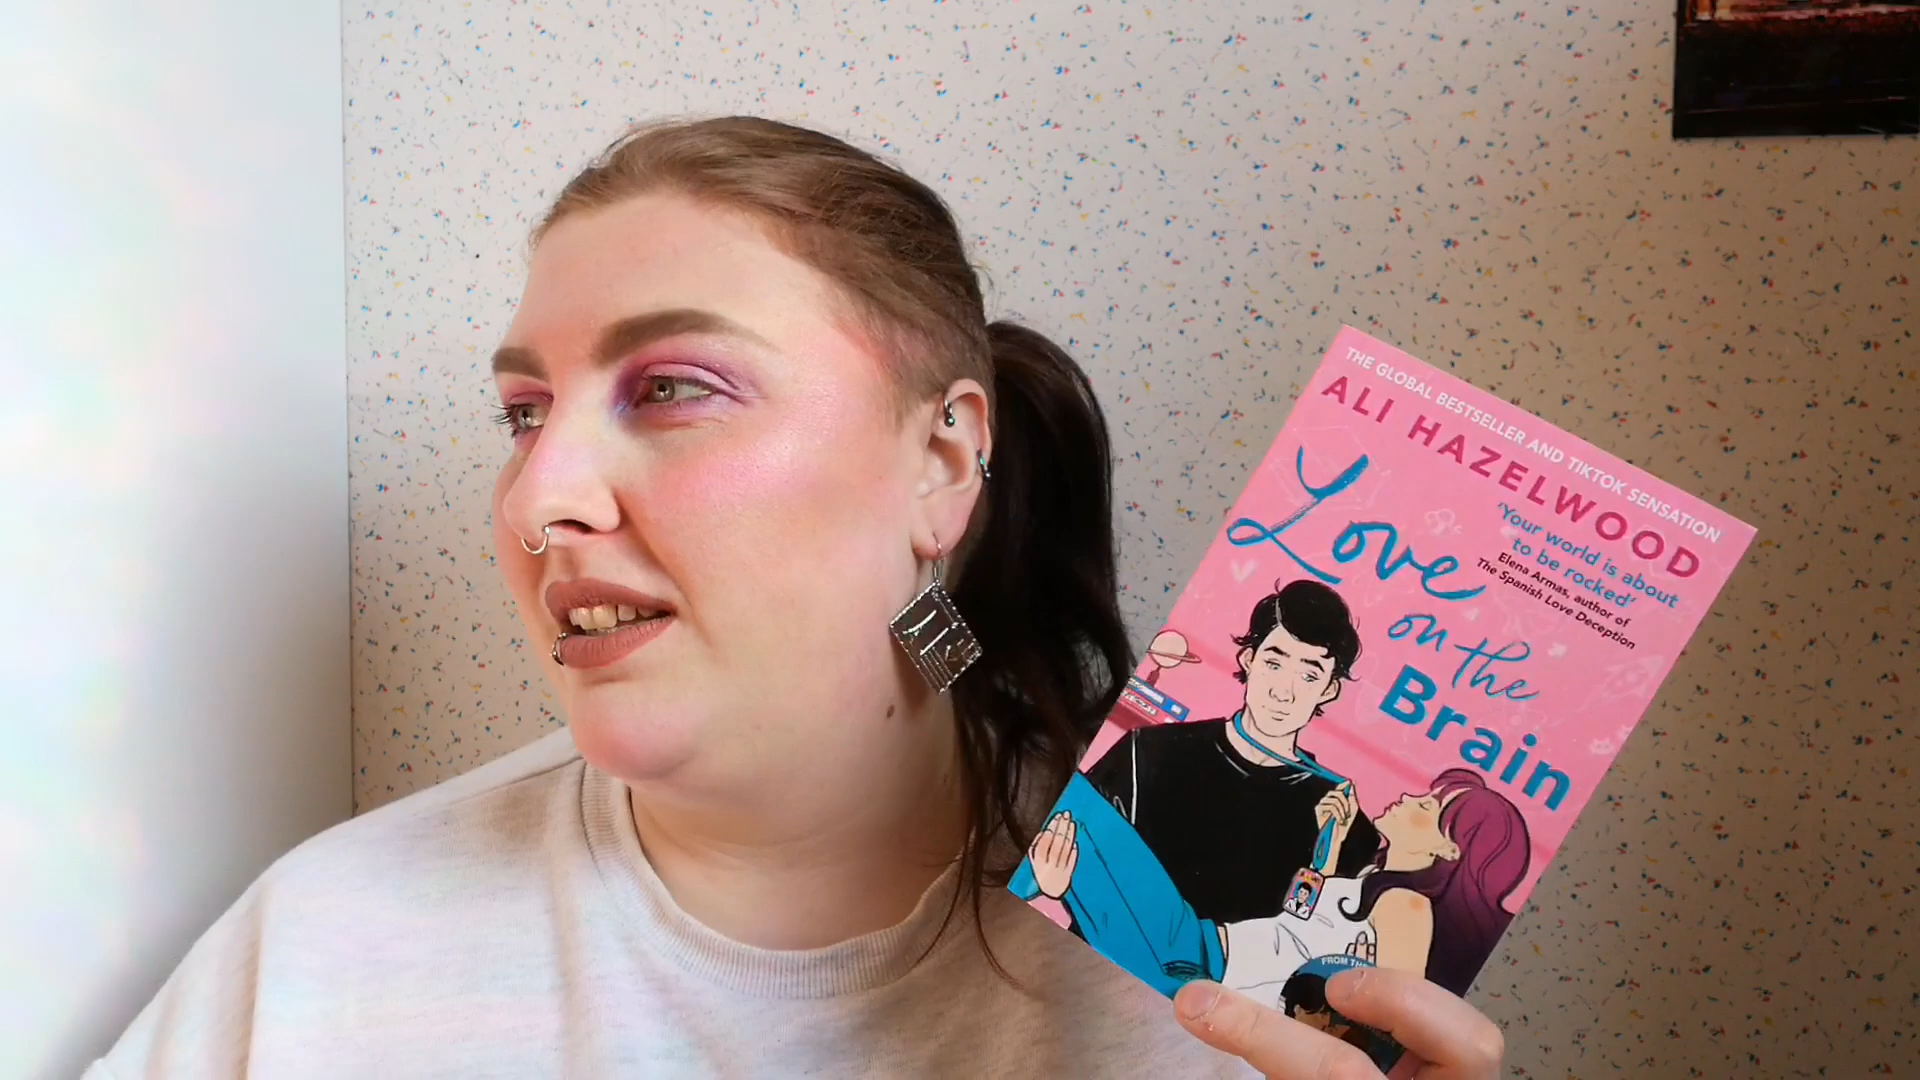 THE GLOBAL BESTSELLER AND TIKTOK SENSATION
ALI HAZELWOOD
Love
on the
Brain
'Your world is about
to be rocked'
Elena Armas, author of
The Spanish Love Deception
FROM THE